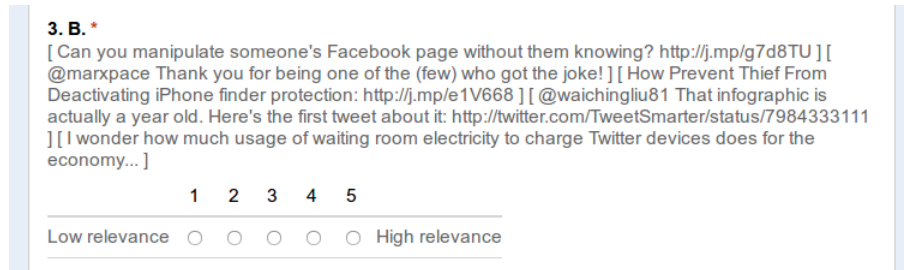 3. B. *
[ Can you manipulate someone's Facebook page without them knowing? http://j.mp/g7d8TU ] [
@marxpace Thank you for being one of the (few) who got the joke! ] [ How Prevent Thief From
Deactivating iPhone finder protection: http://j.mp/e1V668 ] [ @waichingliu81 That infographic is
actually a year old. Here's the first tweet about it: http://twitter.com/TweetSmarter/status/7984333111
] [ I wonder how much usage of waiting room electricity to charge Twitter devices does for the
economy... ]
1 2 3 4 5
Low relevance High relevance